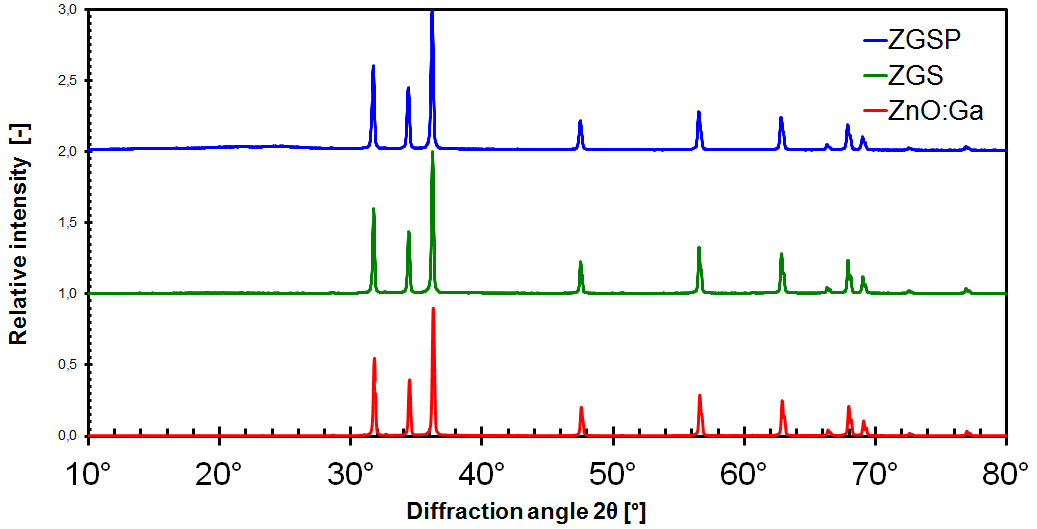 3,0
2,5
2,0
1,5
1,0
0,5
0,0
Relative intensity [-]
ZGSP
ZGS
ZnO:Ga
10° 20° 30° 40° 50° 60° 70° 80°
Diffraction angle 2θ [°]